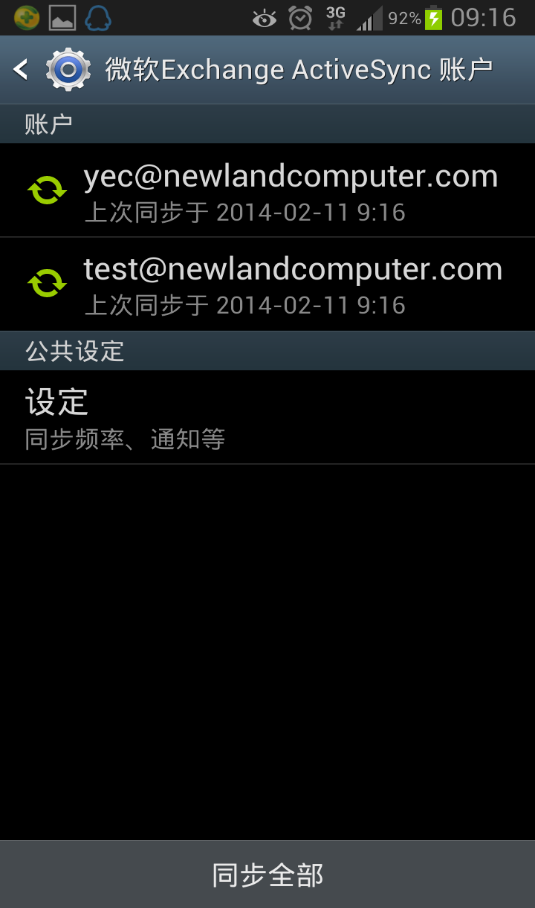 3G 92% 09:16
微软Exchange ActiveSync 账户
账户
yec@newlandcomputer.com
上次同步于 2014-02-11 9:16
test@newlandcomputer.com
上次同步于 2014-02-11 9:16
公共设定
设定
同步频率、通知等
同步全部